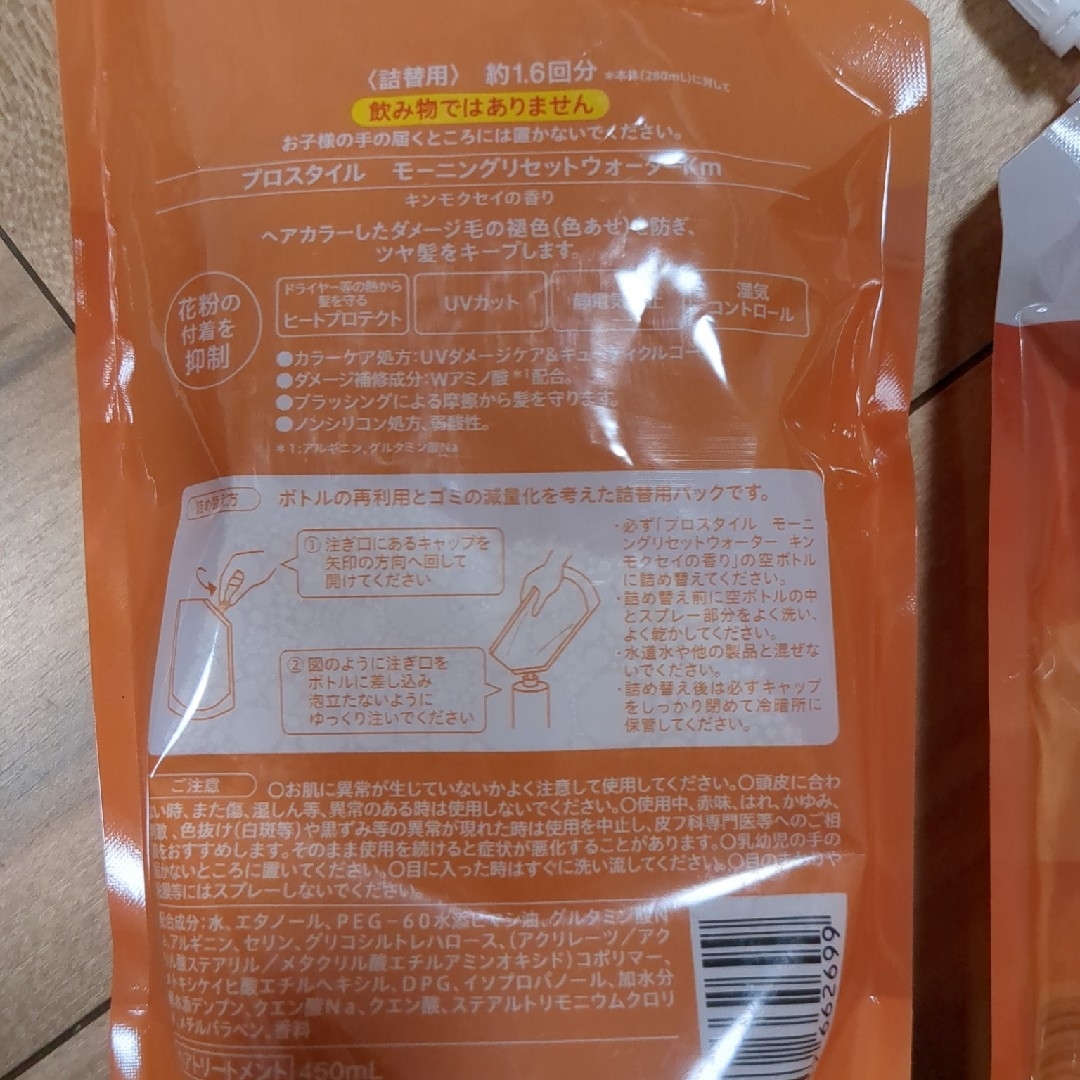 〈詰替用〉 約1.6回分 *本体(280mL)に対して
飲み物ではありません
お子様の手の届くところには置かないでください。
プロスタイル モーニングリセットウォーターKm
キンモクセイの香り
ヘアカラーしたダメージ毛の褪色(色あせ)を防ぎ、
ツヤ髪をキープします。
花粉の
付着を
抑制
ドライヤー等の熱から
髪を守る
ヒートプロテクト
UVカット
静電気
湿気
コントロール
●カラーケア処方:UVダメージケア&キューティクル
●ダメージ補修成分:Wアミノ酸*1配合。
●ブラッシングによる摩擦から髪を守ります。
●ノンシリコン処方、弱酸性。
*1:アルギニン、グルタミン酸Na
詰め替え方
ボトルの再利用とゴミの減量化を考えた詰替用パックです。
①注ぎ口にあるキャップを
矢印の方向へ回して
開けてください
②図のように注ぎ口を
ボトルに差し込み
泡立たないように
ゆっくり注いでください
・必ず「プロスタイル モーニ
ングリセットウォーター キン
モクセイの香り」の空ボトル
に詰め替えてください。
・詰め替え前に空ボトルの中
とスプレー部分をよく洗い、
よく乾かしてください。
・水道水や他の製品と混ぜな
いでください。
・詰め替え後は必ずキャップ
をしっかり閉めて冷暗所に
保管してください。
ご注意
○お肌に異常が生じていないかよく注意して使用してください。○頭皮に合わ
い時、また傷、湿しん等、異常のある時は使用しないでください。○使用中、赤味、はれ、かゆみ、
、色抜け(白斑等)や黒ずみ等の異常が現れた時は使用を中止し、皮フ科専門医等へのご相
をおすすめします。そのまま使用を続けると症状が悪化することがあります。○乳幼児の手の
かないところに置いてください。○目に入った時はすぐに洗い流してください。○目のまわりや
等にはスプレーしないでください。
配合成分:水、エタノール、PEG-60水添ヒマシ油、グルタミン酸N
a、アルギニン、セリン、グリコシルトレハロース、(アクリレーツ/アク
酸ステアリル/メタクリル酸エチルアミンオキシド)コポリマー、
トキシケイヒ酸エチルヘキシル、DPG、イソプロパノール、加水分
デンプン、クエン酸Na、クエン酸、ステアルトリモニウムクロリ
メチルパラベン、香料
アトリートメント 450mL
662699